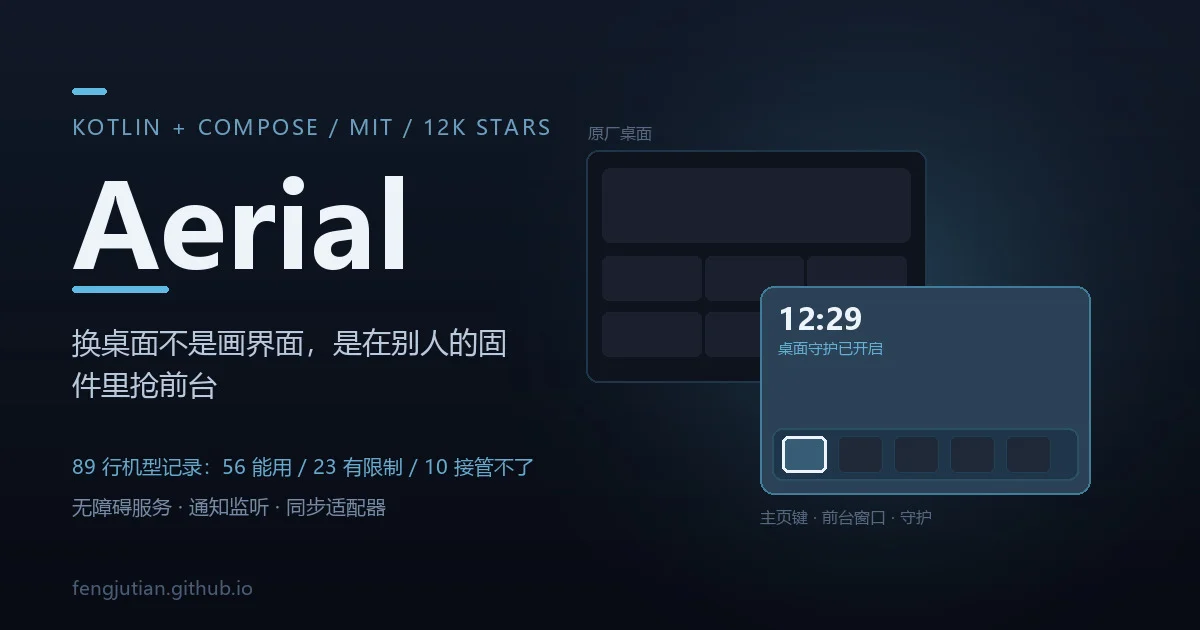 KOTLIN + COMPOSE / MIT / 12K STARS
Aerial
换桌面不是画界面，是在别人的固
件里抢前台
89 行机型记录：56 能用 / 23 有限制 / 10 接管不了
无障碍服务 · 通知监听 · 同步适配器
fengjutian.github.io
原厂桌面
12:29
桌面守护已开启
主页键 · 前台窗口 · 守护